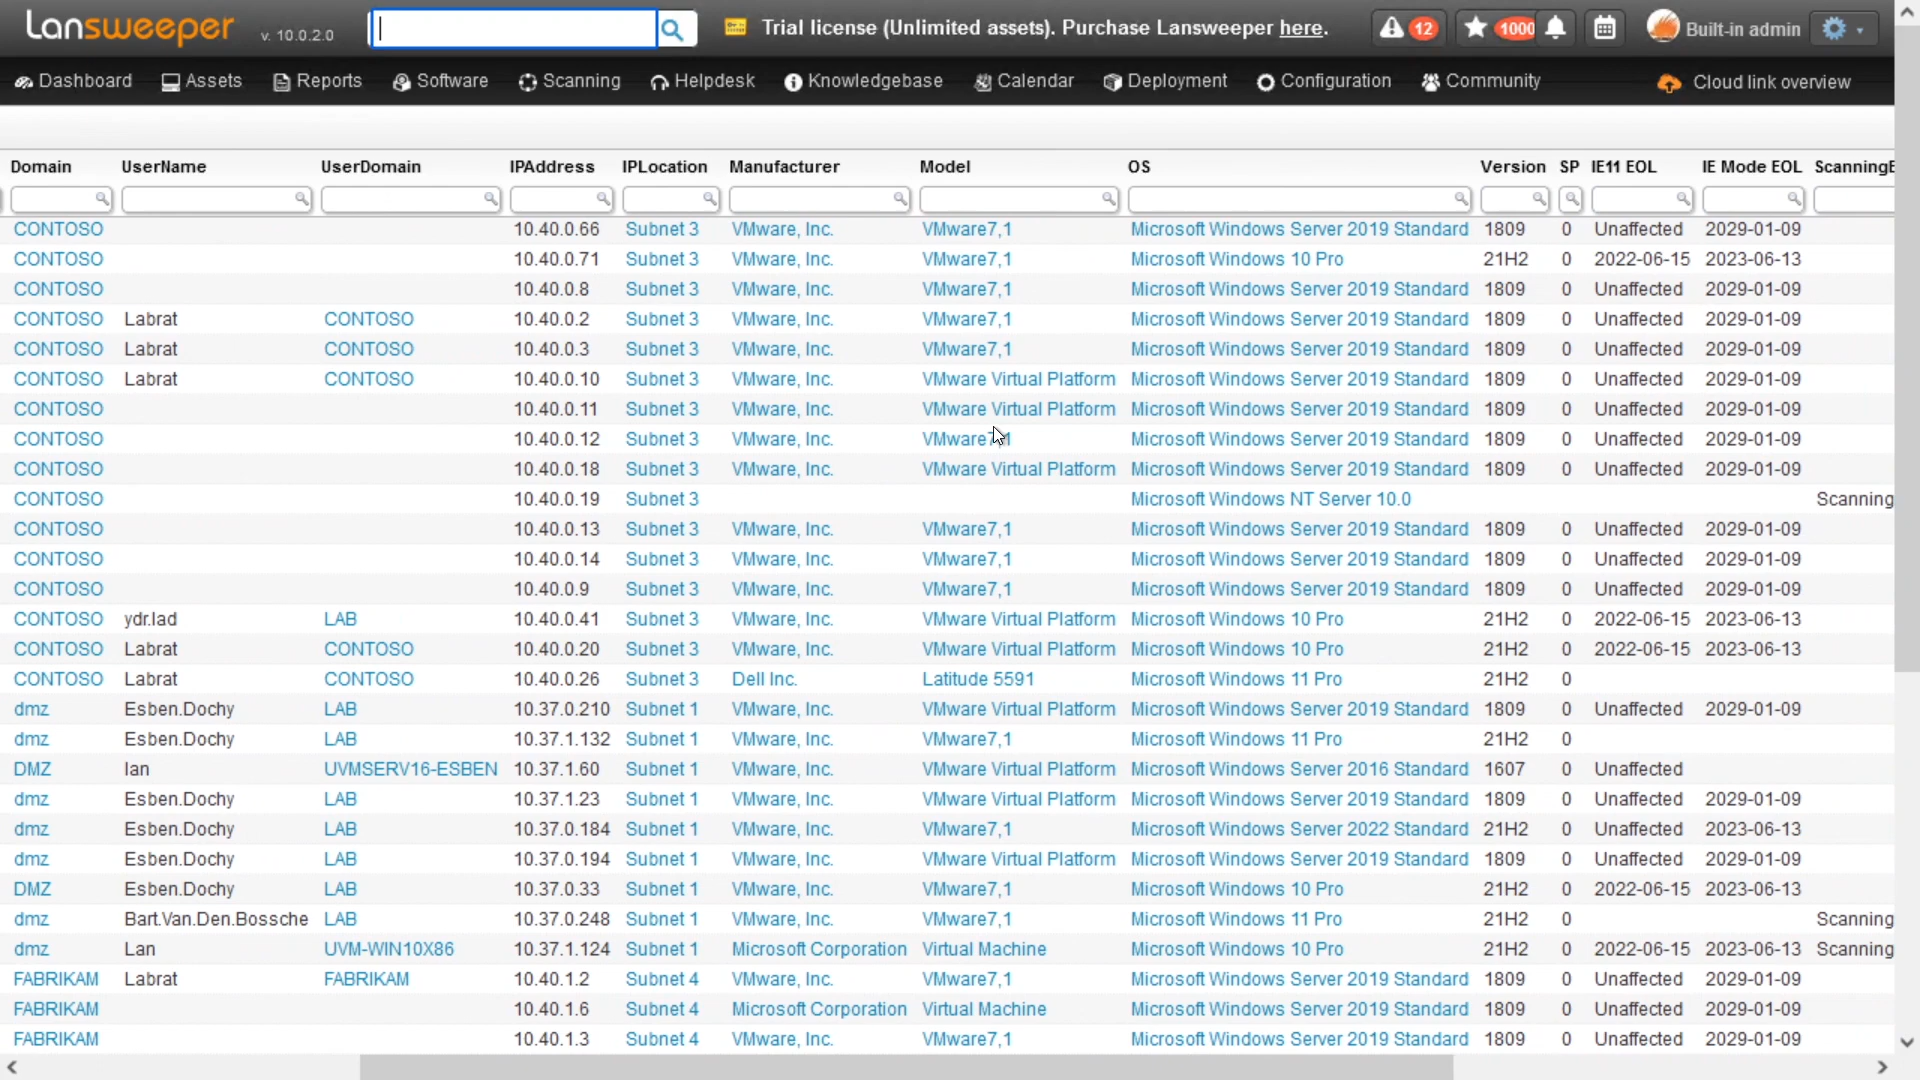 Lansweeper v. 10.0.2.0 Trial license (Unlimited assets). Purchase Lansweeper here. 12 1000 Built-in admin
Dashboard Assets Reports Software Scanning Helpdesk Knowledgebase Calendar Deployment Configuration Community Cloud link overview
Domain UserName UserDomain IPAddress IPLocation Manufacturer Model OS Version SP IE11 EOL IE Mode EOL ScanningE
CONTOSO 10.40.0.66 Subnet 3 VMware, Inc. VMware7,1 Microsoft Windows Server 2019 Standard 1809 0 Unaffected 2029-01-09
CONTOSO 10.40.0.71 Subnet 3 VMware, Inc. VMware7,1 Microsoft Windows 10 Pro 21H2 0 2022-06-15 2023-06-13
CONTOSO 10.40.0.8 Subnet 3 VMware, Inc. VMware7,1 Microsoft Windows Server 2019 Standard 1809 0 Unaffected 2029-01-09
CONTOSO Labrat CONTOSO 10.40.0.2 Subnet 3 VMware, Inc. VMware7,1 Microsoft Windows Server 2019 Standard 1809 0 Unaffected 2029-01-09
CONTOSO Labrat CONTOSO 10.40.0.3 Subnet 3 VMware, Inc. VMware7,1 Microsoft Windows Server 2019 Standard 1809 0 Unaffected 2029-01-09
CONTOSO Labrat CONTOSO 10.40.0.10 Subnet 3 VMware, Inc. VMware Virtual Platform Microsoft Windows Server 2019 Standard 1809 0 Unaffected 2029-01-09
CONTOSO 10.40.0.11 Subnet 3 VMware, Inc. VMware Virtual Platform Microsoft Windows Server 2019 Standard 1809 0 Unaffected 2029-01-09
CONTOSO 10.40.0.12 Subnet 3 VMware, Inc. VMware7,1 Microsoft Windows Server 2019 Standard 1809 0 Unaffected 2029-01-09
CONTOSO 10.40.0.18 Subnet 3 VMware, Inc. VMware Virtual Platform Microsoft Windows Server 2019 Standard 1809 0 Unaffected 2029-01-09
CONTOSO 10.40.0.19 Subnet 3 Microsoft Windows NT Server 10.0 Scanning
CONTOSO 10.40.0.13 Subnet 3 VMware, Inc. VMware7,1 Microsoft Windows Server 2019 Standard 1809 0 Unaffected 2029-01-09
CONTOSO 10.40.0.14 Subnet 3 VMware, Inc. VMware7,1 Microsoft Windows Server 2019 Standard 1809 0 Unaffected 2029-01-09
CONTOSO 10.40.0.9 Subnet 3 VMware, Inc. VMware7,1 Microsoft Windows Server 2019 Standard 1809 0 Unaffected 2029-01-09
CONTOSO ydr.lad LAB 10.40.0.41 Subnet 3 VMware, Inc. VMware Virtual Platform Microsoft Windows 10 Pro 21H2 0 2022-06-15 2023-06-13
CONTOSO Labrat CONTOSO 10.40.0.20 Subnet 3 VMware, Inc. VMware Virtual Platform Microsoft Windows 10 Pro 21H2 0 2022-06-15 2023-06-13
CONTOSO Labrat CONTOSO 10.40.0.26 Subnet 3 Dell Inc. Latitude 5591 Microsoft Windows 11 Pro 21H2 0
dmz Esben.Dochy LAB 10.37.0.210 Subnet 1 VMware, Inc. VMware Virtual Platform Microsoft Windows Server 2019 Standard 1809 0 Unaffected 2029-01-09
dmz Esben.Dochy LAB 10.37.1.132 Subnet 1 VMware, Inc. VMware7,1 Microsoft Windows 11 Pro 21H2 0
DMZ lan UVMSERV16-ESBEN 10.37.1.60 Subnet 1 VMware, Inc. VMware Virtual Platform Microsoft Windows Server 2016 Standard 1607 0 Unaffected
dmz Esben.Dochy LAB 10.37.1.23 Subnet 1 VMware, Inc. VMware Virtual Platform Microsoft Windows Server 2019 Standard 1809 0 Unaffected 2029-01-09
dmz Esben.Dochy LAB 10.37.0.184 Subnet 1 VMware, Inc. VMware7,1 Microsoft Windows Server 2022 Standard 21H2 0 Unaffected 2023-06-13
dmz Esben.Dochy LAB 10.37.0.194 Subnet 1 VMware, Inc. VMware Virtual Platform Microsoft Windows Server 2019 Standard 1809 0 Unaffected 2029-01-09
DMZ Esben.Dochy LAB 10.37.0.33 Subnet 1 VMware, Inc. VMware7,1 Microsoft Windows 10 Pro 21H2 0 2022-06-15 2023-06-13
dmz Bart.Van.Den.Bossche LAB 10.37.0.248 Subnet 1 VMware, Inc. VMware7,1 Microsoft Windows 11 Pro 21H2 0 Scanning
dmz Lan UVM-WIN10X86 10.37.1.124 Subnet 1 Microsoft Corporation Virtual Machine Microsoft Windows 10 Pro 21H2 0 2022-06-15 2023-06-13 Scanning
FABRIKAM Labrat FABRIKAM 10.40.1.2 Subnet 4 VMware, Inc. VMware7,1 Microsoft Windows Server 2019 Standard 1809 0 Unaffected 2029-01-09
FABRIKAM 10.40.1.6 Subnet 4 Microsoft Corporation Virtual Machine Microsoft Windows Server 2019 Standard 1809 0 Unaffected 2029-01-09
FABRIKAM 10.40.1.3 Subnet 4 VMware, Inc. VMware7,1 Microsoft Windows Server 2019 Standard 1809 0 Unaffected 2029-01-09